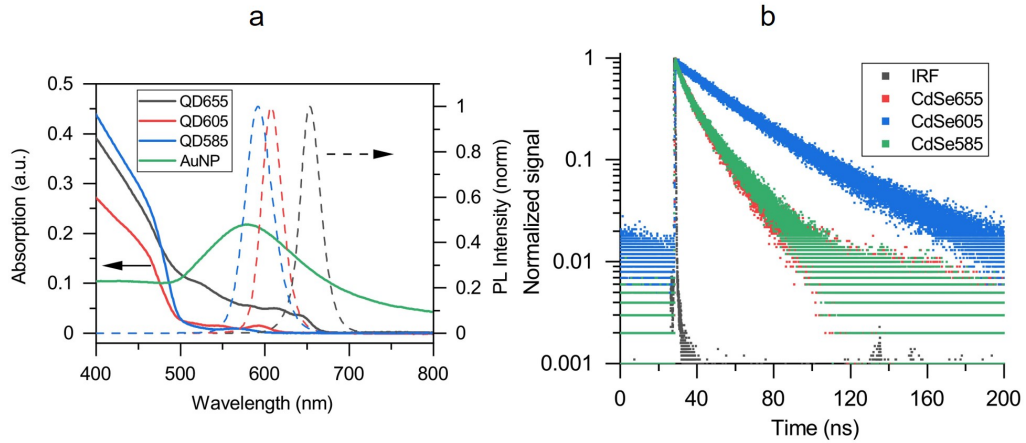 a
Absorption (a.u.)
0.5
0.4
0.3
0.2
0.1
0
QD655
QD605
QD585
AuNP
1
0.8
0.6
0.4
0.2
0
PL Intensity (norm)
400 500 600 700 800
Wavelength (nm)
b
Normalized signal
1
0.1
0.01
0.001
IRF
CdSe655
CdSe605
CdSe585
0 40 80 120 160 200
Time (ns)